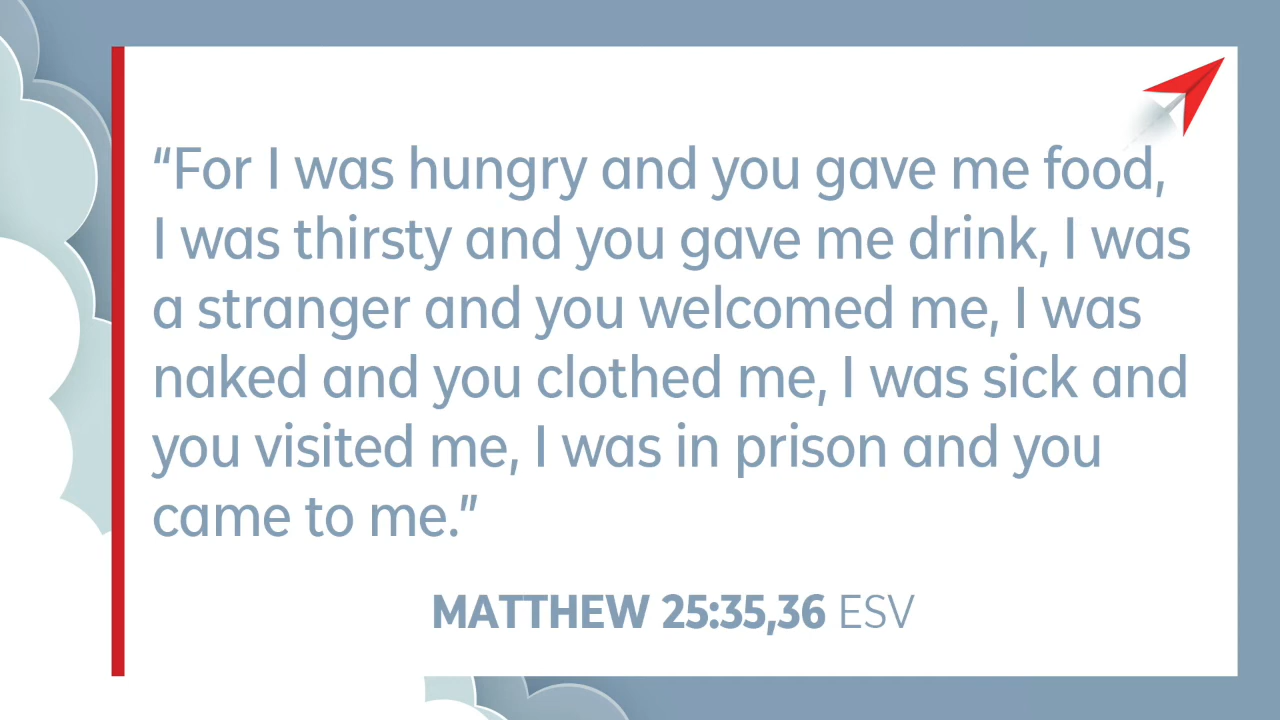 “For I was hungry and you gave me food,
I was thirsty and you gave me drink, I was
a stranger and you welcomed me, I was
naked and you clothed me, I was sick and
you visited me, I was in prison and you
came to me.”
MATTHEW 25:35,36 ESV